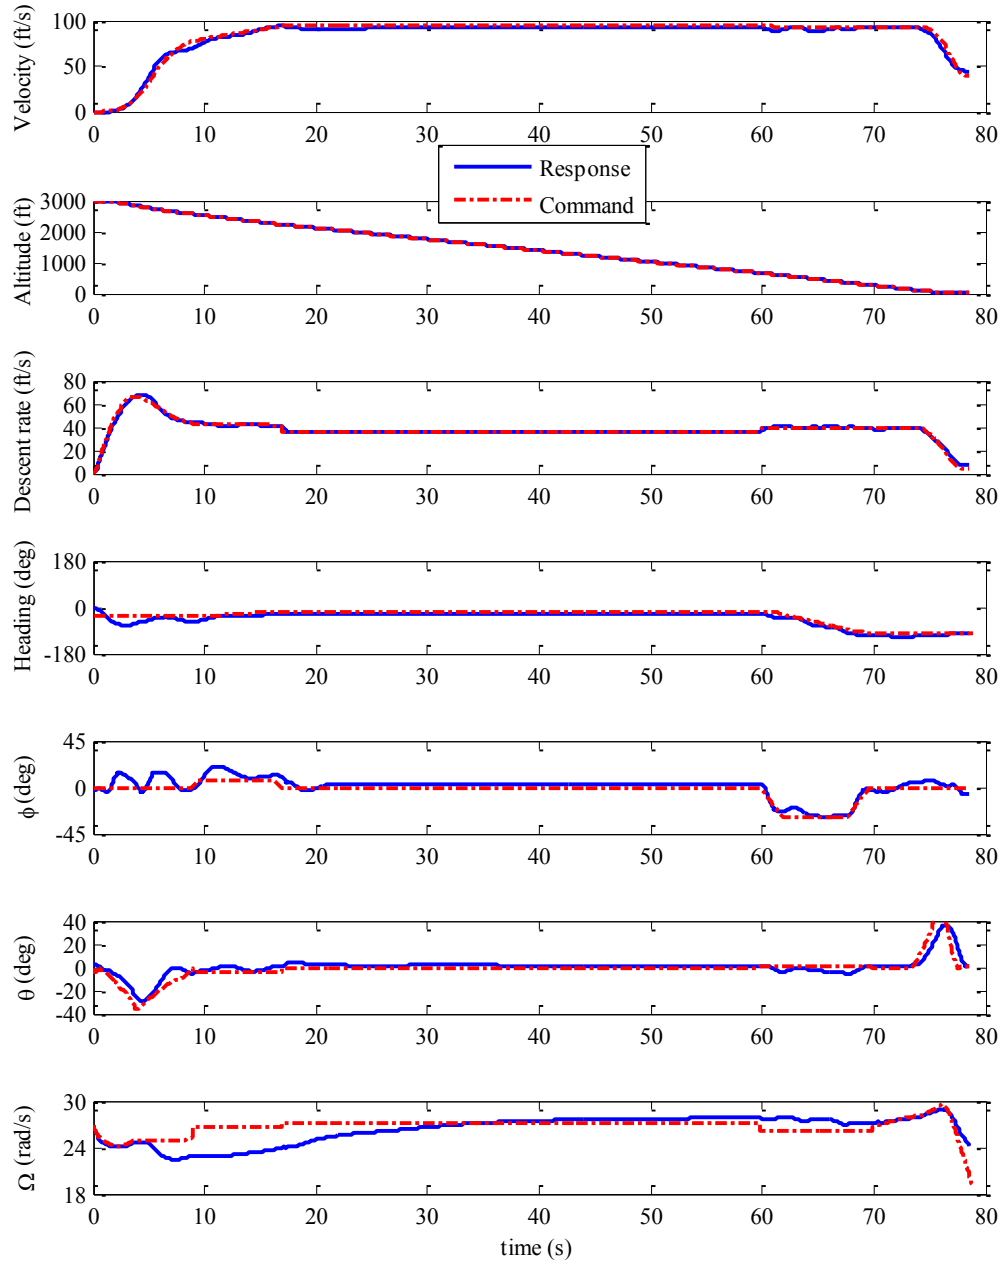 Velocity (ft/s)
100
50
0
0 10 20 30 40 50 60 70 80
Response
Command
Altitude (ft)
3000
2000
1000
0
0 10 20 30 40 50 60 70 80
Descent rate (ft/s)
80
60
40
20
0
0 10 20 30 40 50 60 70 80
Heading (deg)
180
0
-180
0 10 20 30 40 50 60 70 80
ϕ (deg)
45
0
-45
0 10 20 30 40 50 60 70 80
θ (deg)
40
20
0
-20
-40
0 10 20 30 40 50 60 70 80
Ω (rad/s)
30
24
18
0 10 20 30 40 50 60 70 80
time (s)